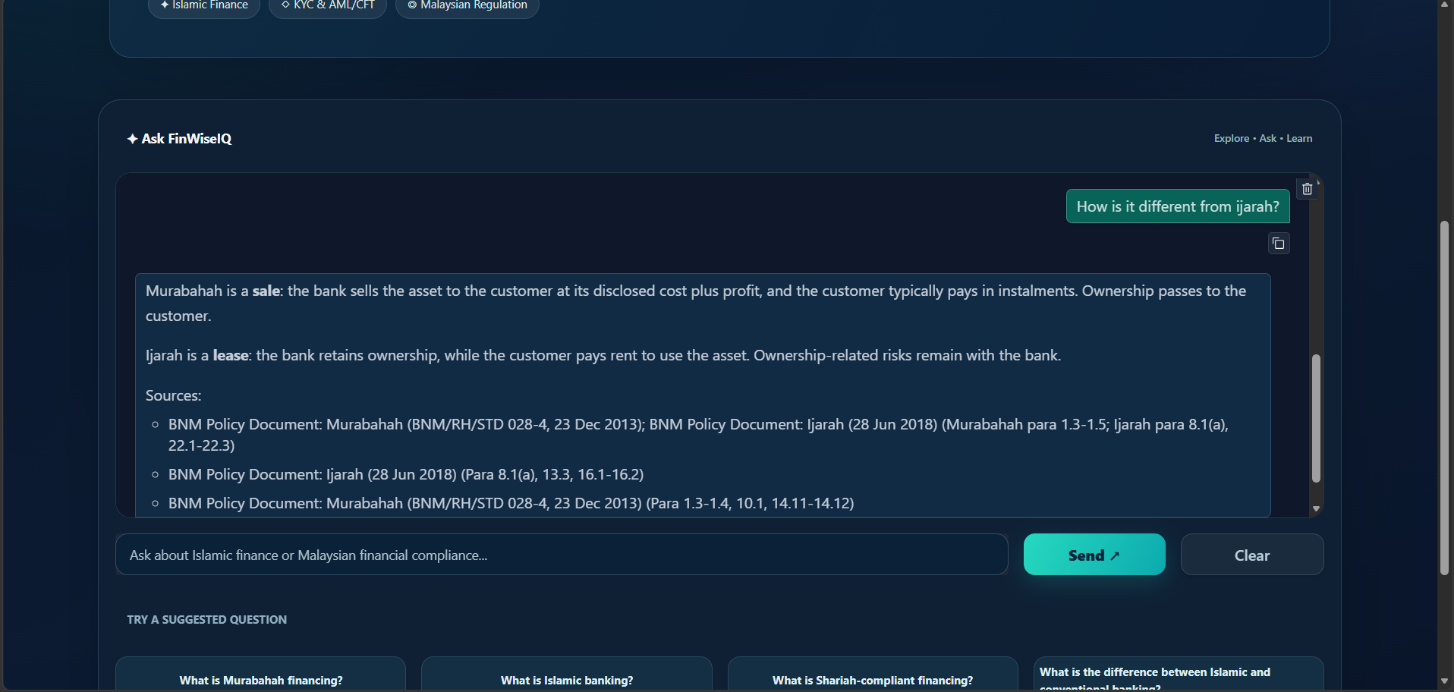 ✦ Islamic Finance
◇ KYC & AML/CFT
Malaysian Regulation
✦ Ask FinWiseIQ
Explore • Ask • Learn
How is it different from ijarah?
Murabahah is a sale: the bank sells the asset to the customer at its disclosed cost plus profit, and the customer typically pays in instalments. Ownership passes to the
customer.
Ijarah is a lease: the bank retains ownership, while the customer pays rent to use the asset. Ownership-related risks remain with the bank.
Sources:
BNM Policy Document: Murabahah (BNM/RH/STD 028-4, 23 Dec 2013); BNM Policy Document: Ijarah (28 Jun 2018) (Murabahah para 1.3-1.5; Ijarah para 8.1(a),
22.1-22.3)
BNM Policy Document: Ijarah (28 Jun 2018) (Para 8.1(a), 13.3, 16.1-16.2)
BNM Policy Document: Murabahah (BNM/RH/STD 028-4, 23 Dec 2013) (Para 1.3-1.4, 10.1, 14.11-14.12)
Ask about Islamic finance or Malaysian financial compliance...
Send ↗
Clear
TRY A SUGGESTED QUESTION
What is Murabahah financing?
What is Islamic banking?
What is Shariah-compliant financing?
What is the difference between Islamic and
conventional banking?